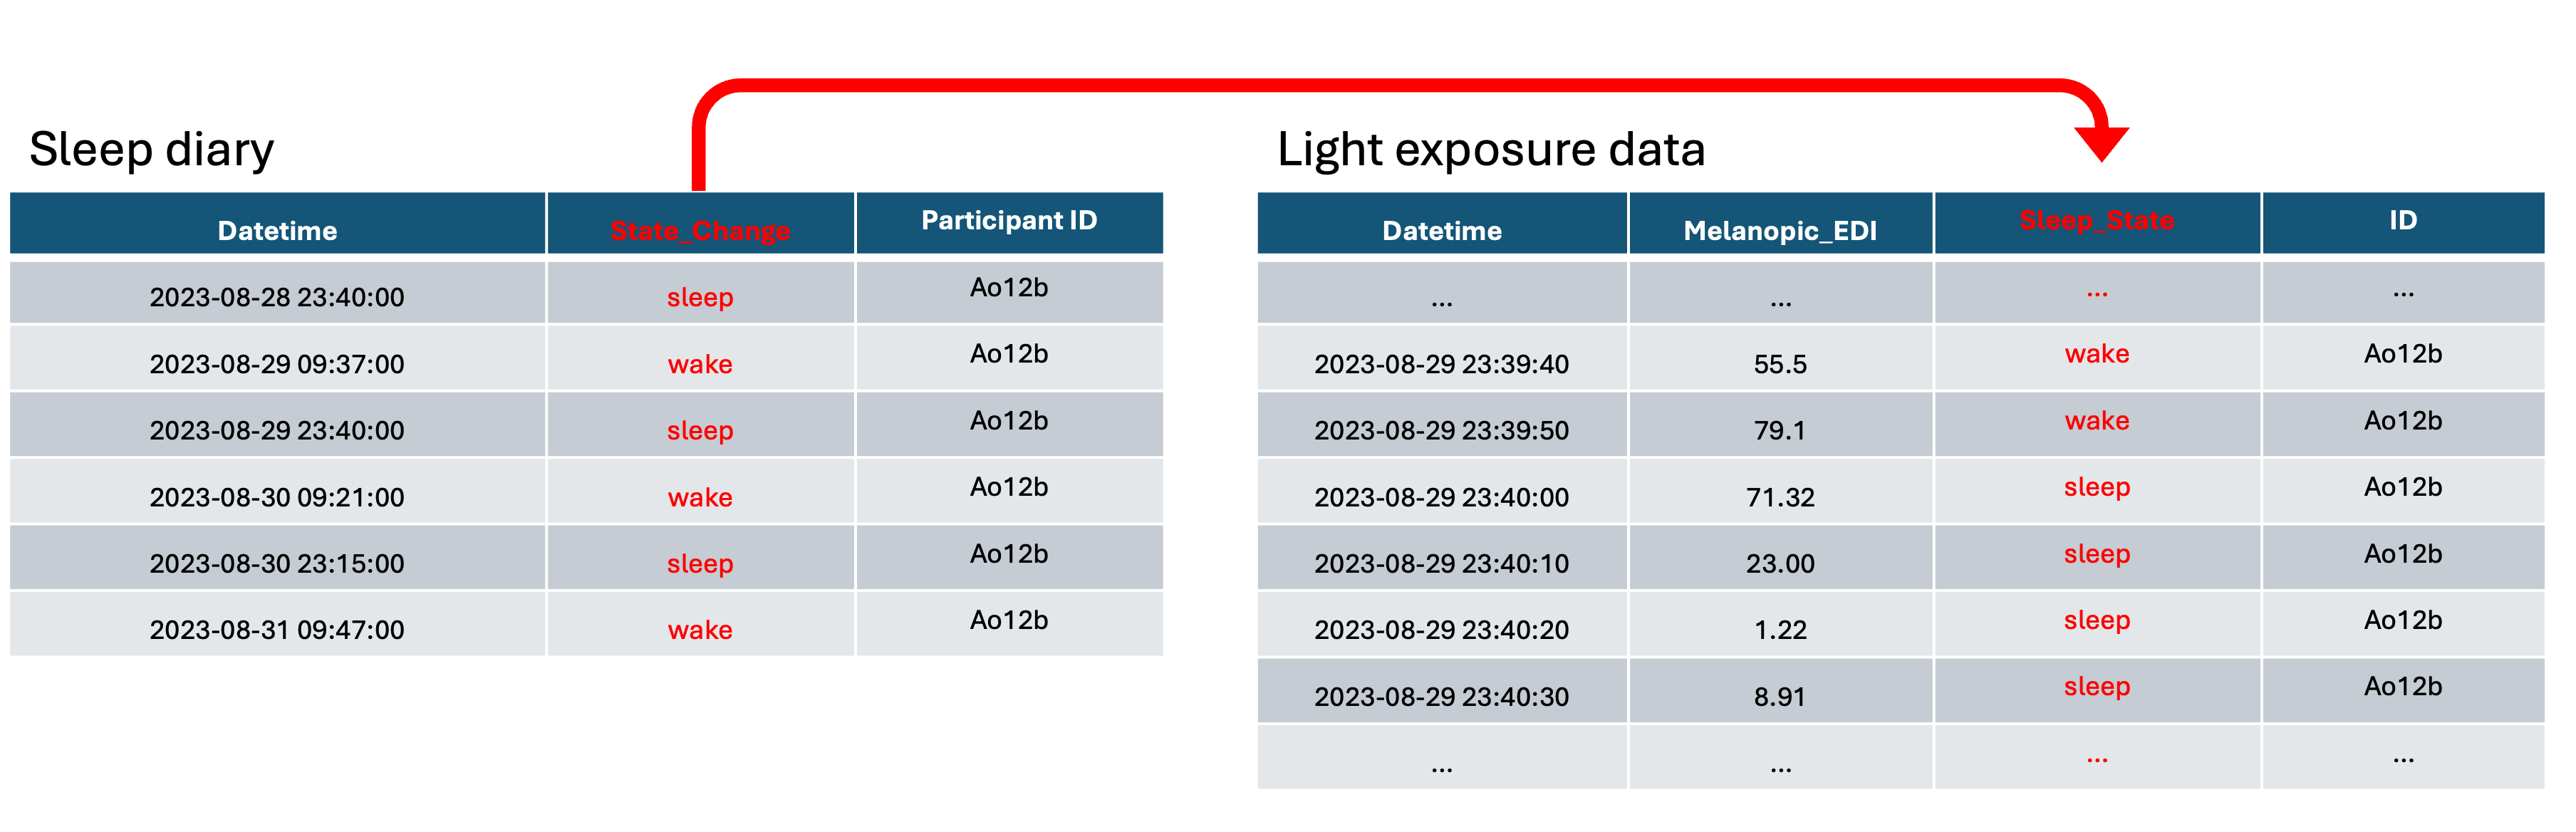 Sleep diary
Datetime State_Change Participant ID
2023-08-28 23:40:00 sleep Ao12b
2023-08-29 09:37:00 wake Ao12b
2023-08-29 23:40:00 sleep Ao12b
2023-08-30 09:21:00 wake Ao12b
2023-08-30 23:15:00 sleep Ao12b
2023-08-31 09:47:00 wake Ao12b
Light exposure data
Datetime Melanopic_EDI Sleep_State ID
... ... ... ...
2023-08-29 23:39:40 55.5 wake Ao12b
2023-08-29 23:39:50 79.1 wake Ao12b
2023-08-29 23:40:00 71.32 sleep Ao12b
2023-08-29 23:40:10 23.00 sleep Ao12b
2023-08-29 23:40:20 1.22 sleep Ao12b
2023-08-29 23:40:30 8.91 sleep Ao12b
... ... ... ...